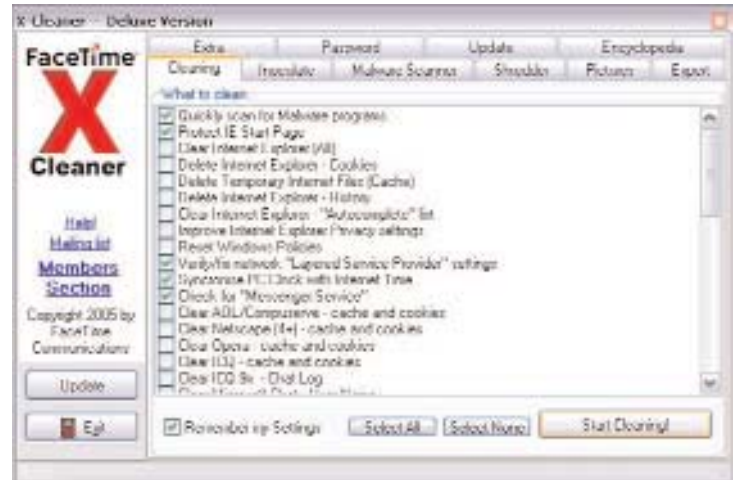 X-Cleaner - Deluxe Version
FaceTime
X
Cleaner
Help!
Mailing list
Members
Section
Copyright 2005 by
FaceTime
Communications
Update
Exit
Extra Password Update Encyclopedia
Cleaning Inoculate Malware Scanner Shredder Pictures Expert
What to clean
Quickly scan for Malware programs
Protect IE Start Page
Clear Internet Explorer (All)
Delete Internet Explorer - Cookies
Delete Temporary Internet Files (Cache)
Delete Internet Explorer - History
Clear Internet Explorer - "Autocomplete" list
Improve Internet Explorer Privacy settings
Reset Windows Policies
Verify/fix network "Layered Service Provider" settings
Syncronise PC Clock with Internet Time
Check for "Messenger Service"
Clear AOL/Compuserve - cache and cookies
Clear Netscape (4+) - cache and cookies
Clear Opera - cache and cookies
Clear ICQ - cache and cookies
Clear ICQ 9x - Chat Log
Remember my Settings Select All Select None Start Cleaning!